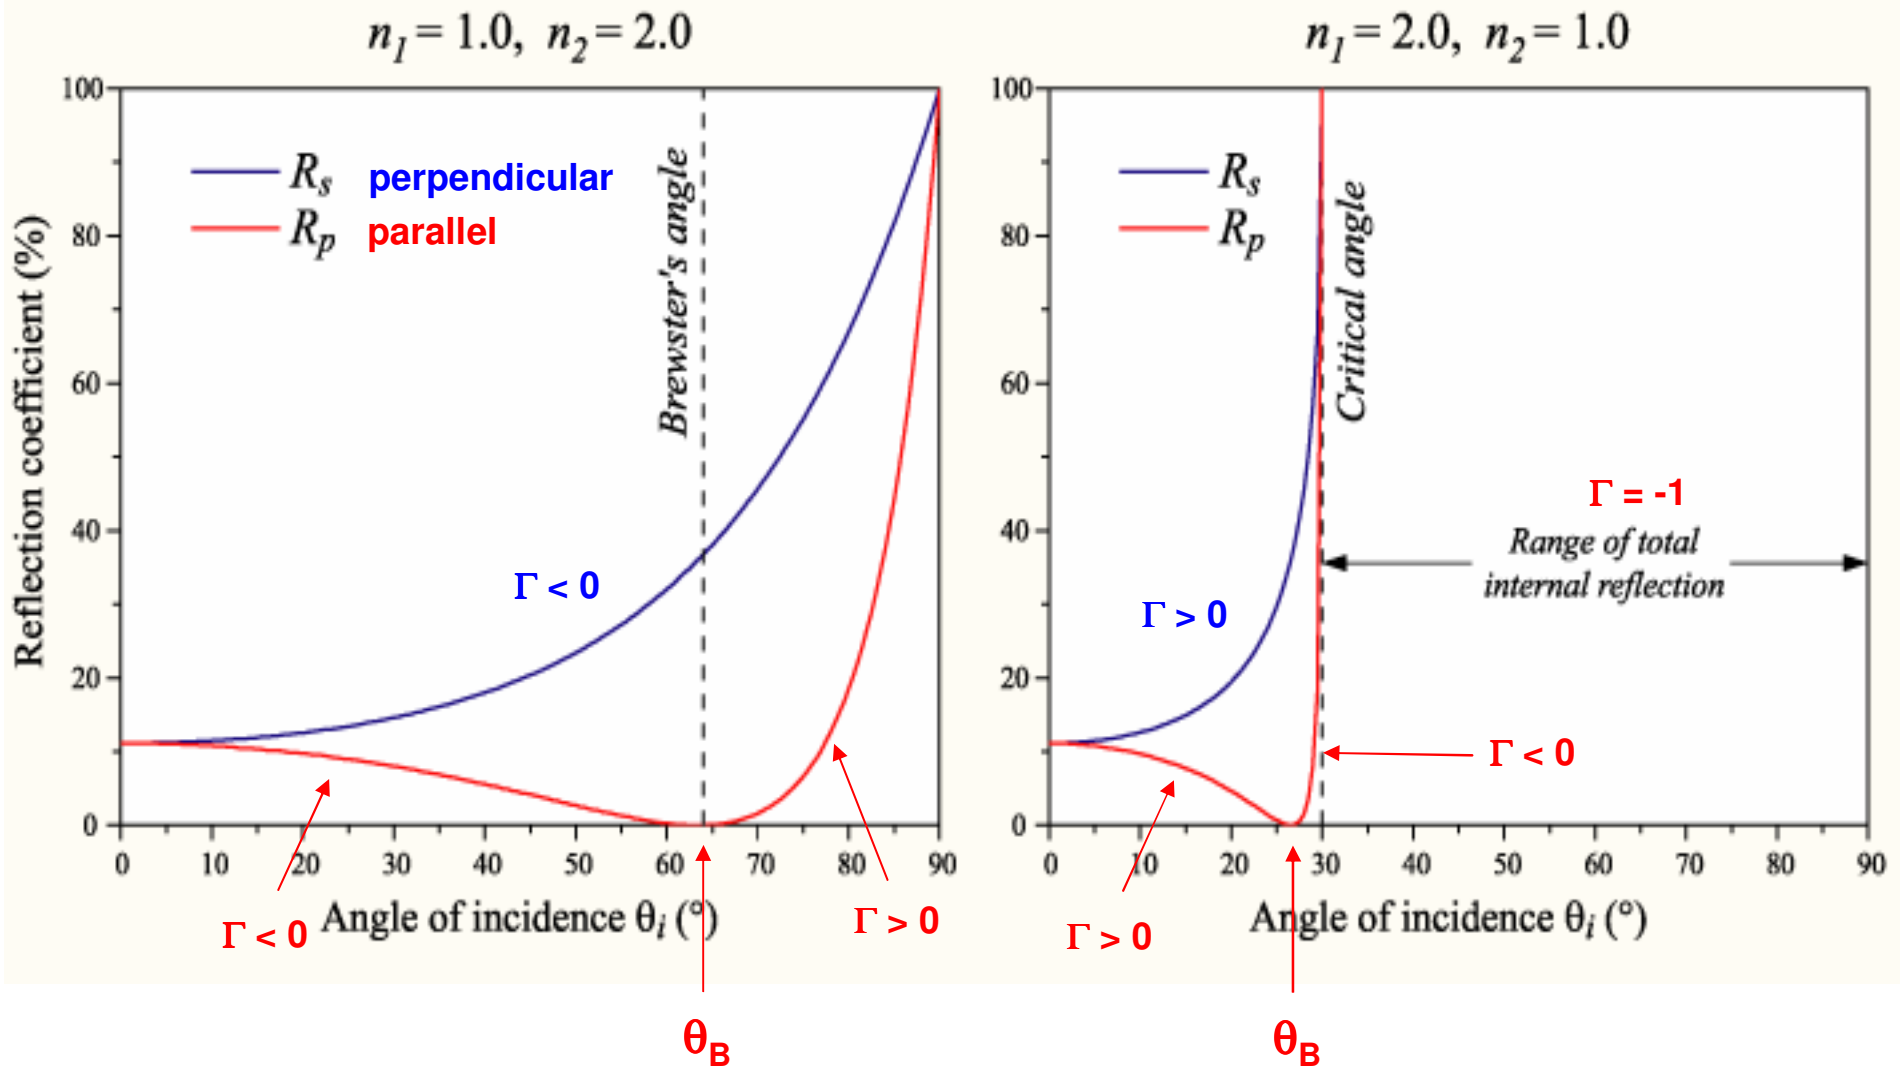 n1 = 1.0, n2 = 2.0
100
80
60
40
20
0
Reflection coefficient (%)
Rs perpendicular
Rp parallel
Brewster's angle
Γ < 0
0 10 20 30 40 50 60 70 80 90
Γ < 0
Angle of incidence θi (°)
Γ > 0
θB
n1 = 2.0, n2 = 1.0
100
80
60
40
20
0
Rs
Rp
Critical angle
Γ = -1
Range of total
internal reflection
Γ > 0
Γ < 0
0 10 20 30 40 50 60 70 80 90
Γ > 0
Angle of incidence θi (°)
θB